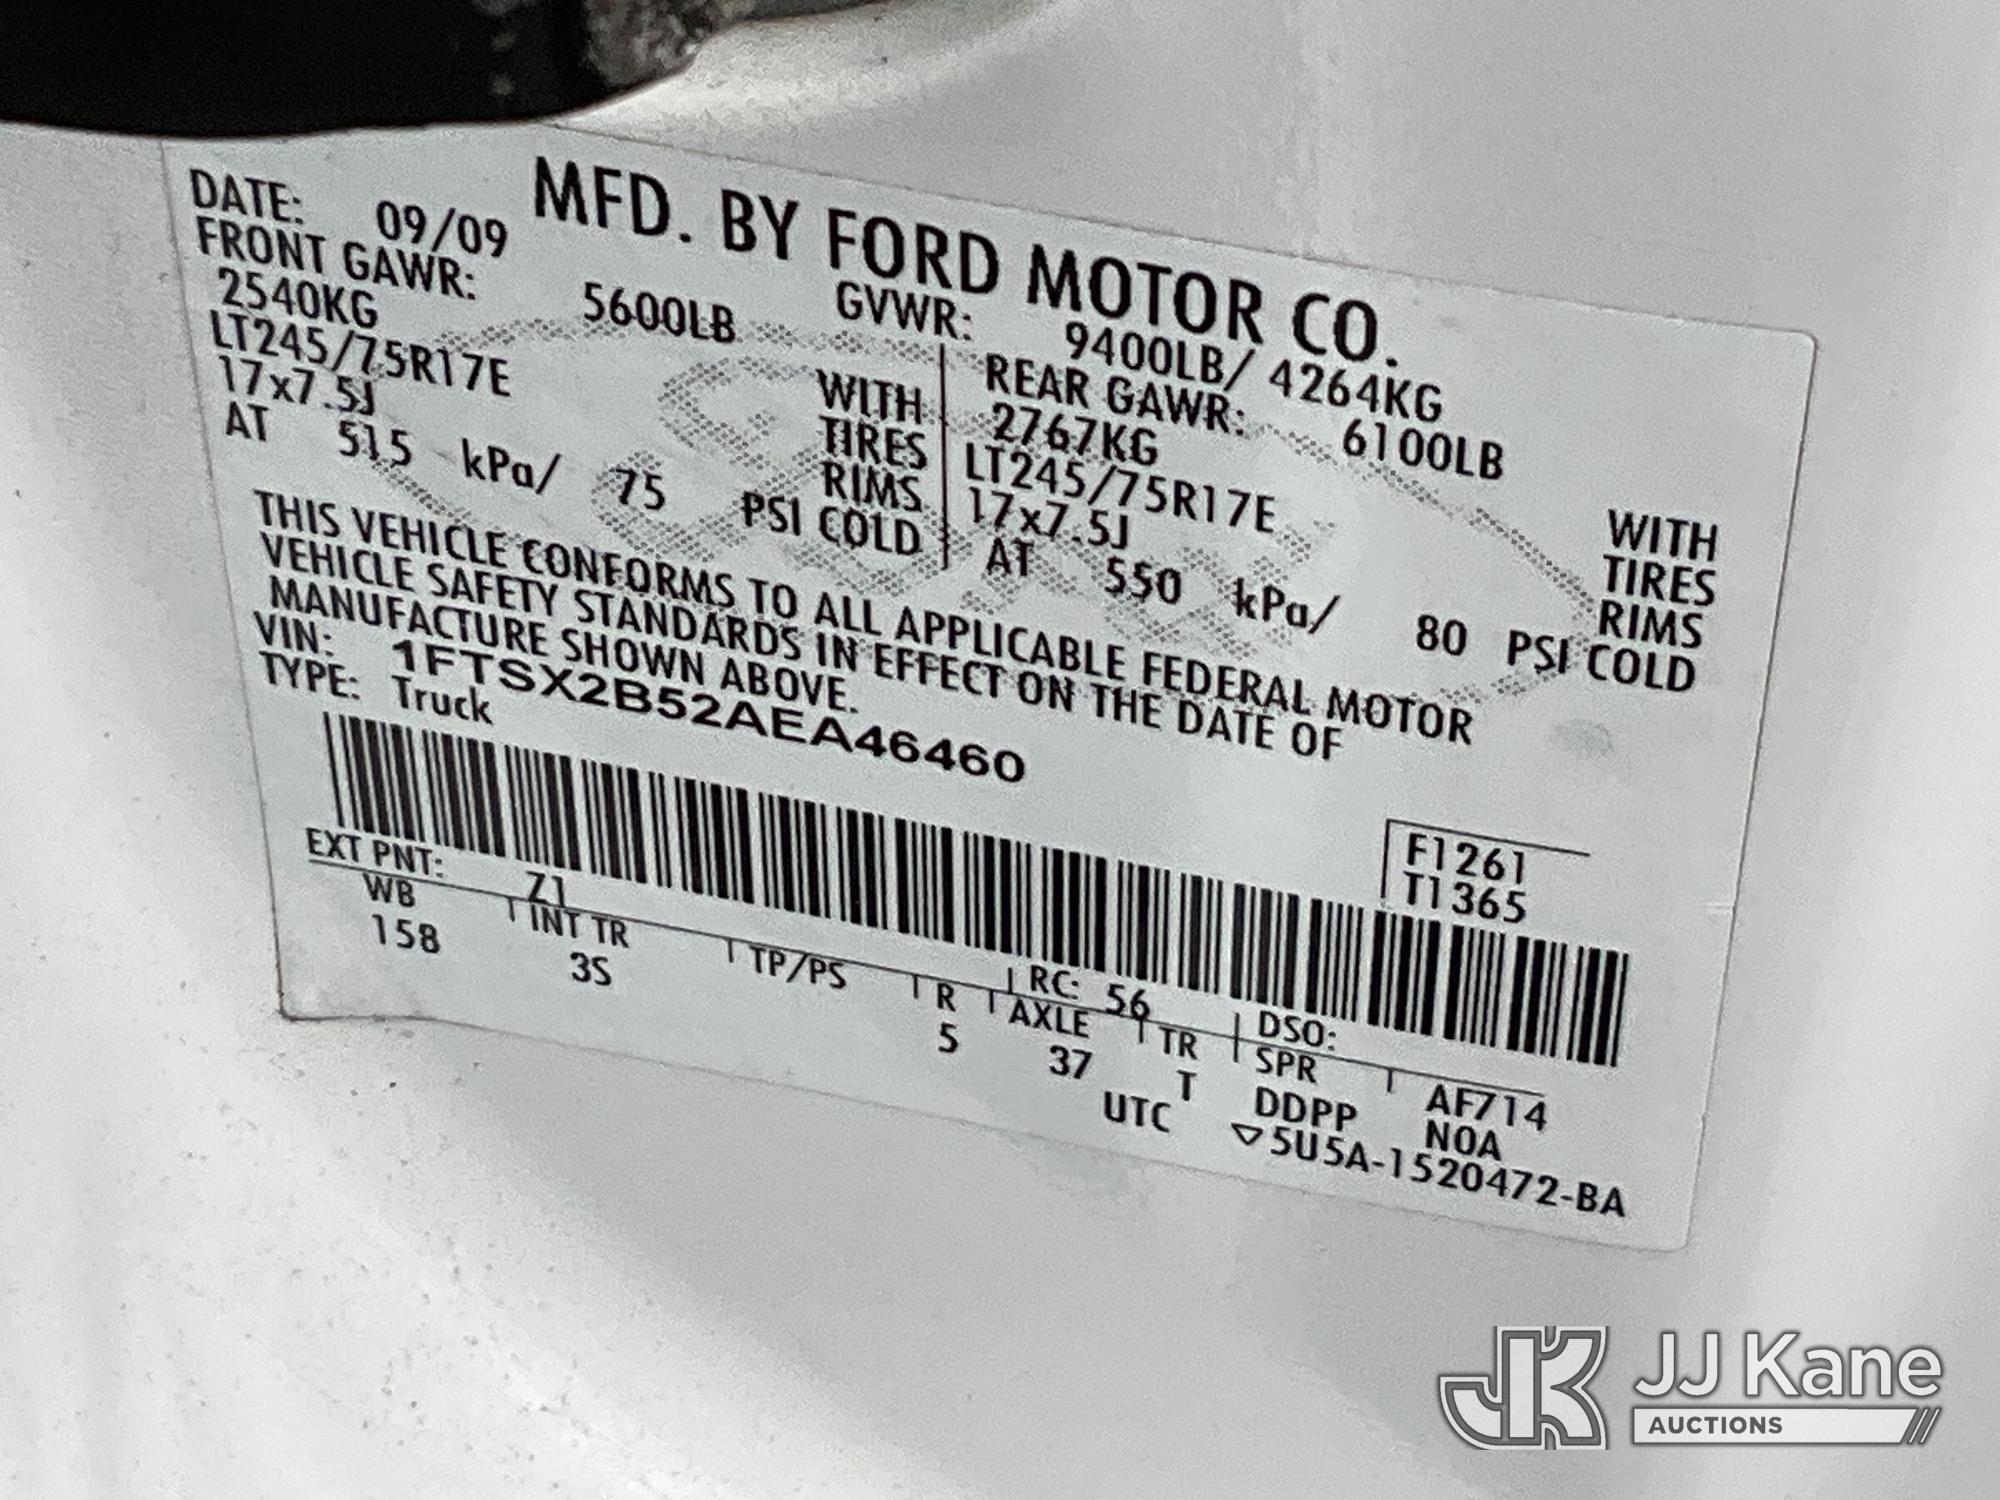 MFD. BY FORD MOTOR CO.
DATE: 09/09 GVWR: 9400LB/ 4264KG
FRONT GAWR: 5600LB REAR GAWR: 6100LB
2540KG WITH 2767KG WITH
LT245/75R17E TIRES LT245/75R17E TIRES
17x7.5J RIMS 17x7.5J RIMS
AT 515 kPa/ 75 PSI COLD AT 550 kPa/ 80 PSI COLD
THIS VEHICLE CONFORMS TO ALL APPLICABLE FEDERAL MOTOR
VEHICLE SAFETY STANDARDS IN EFFECT ON THE DATE OF
MANUFACTURE SHOWN ABOVE.
VIN: 1FTSX2B52AEA46460
TYPE: Truck
F1261
T1365
EXT PNT: Z1 RC: 56 DSO:
WB INT TR TP/PS R AXLE TR SPR AF714
158 3S 5 37 T DDPP NOA
UTC ▽5U5A-1520472-BA
JK JJ Kane
AUCTIONS